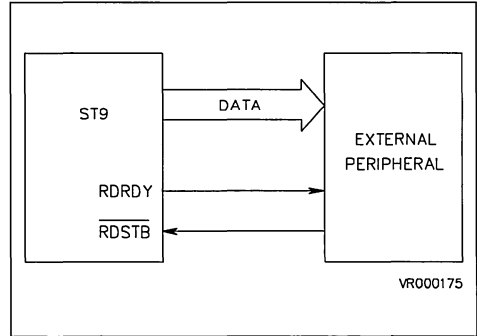 ST9
DATA
EXTERNAL
PERIPHERAL
RDRDY
RDSTB
VR000175